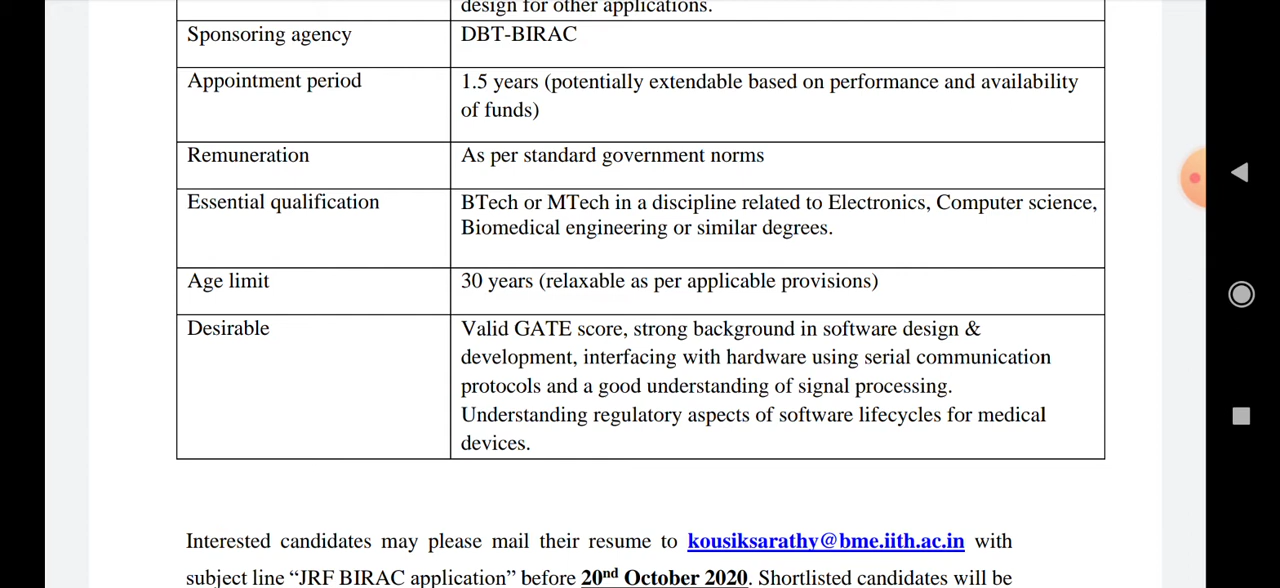 design for other applications.
Sponsoring agency
DBT-BIRAC
Appointment period
1.5 years (potentially extendable based on performance and availability
of funds)
Remuneration
As per standard government norms
Essential qualification
BTech or MTech in a discipline related to Electronics, Computer science,
Biomedical engineering or similar degrees.
Age limit
30 years (relaxable as per applicable provisions)
Desirable
Valid GATE score, strong background in software design &
development, interfacing with hardware using serial communication
protocols and a good understanding of signal processing.
Understanding regulatory aspects of software lifecycles for medical
devices.
Interested candidates may please mail their resume to kousiksarathy@bme.iith.ac.in with
subject line “JRF BIRAC application” before 20nd October 2020. Shortlisted candidates will be